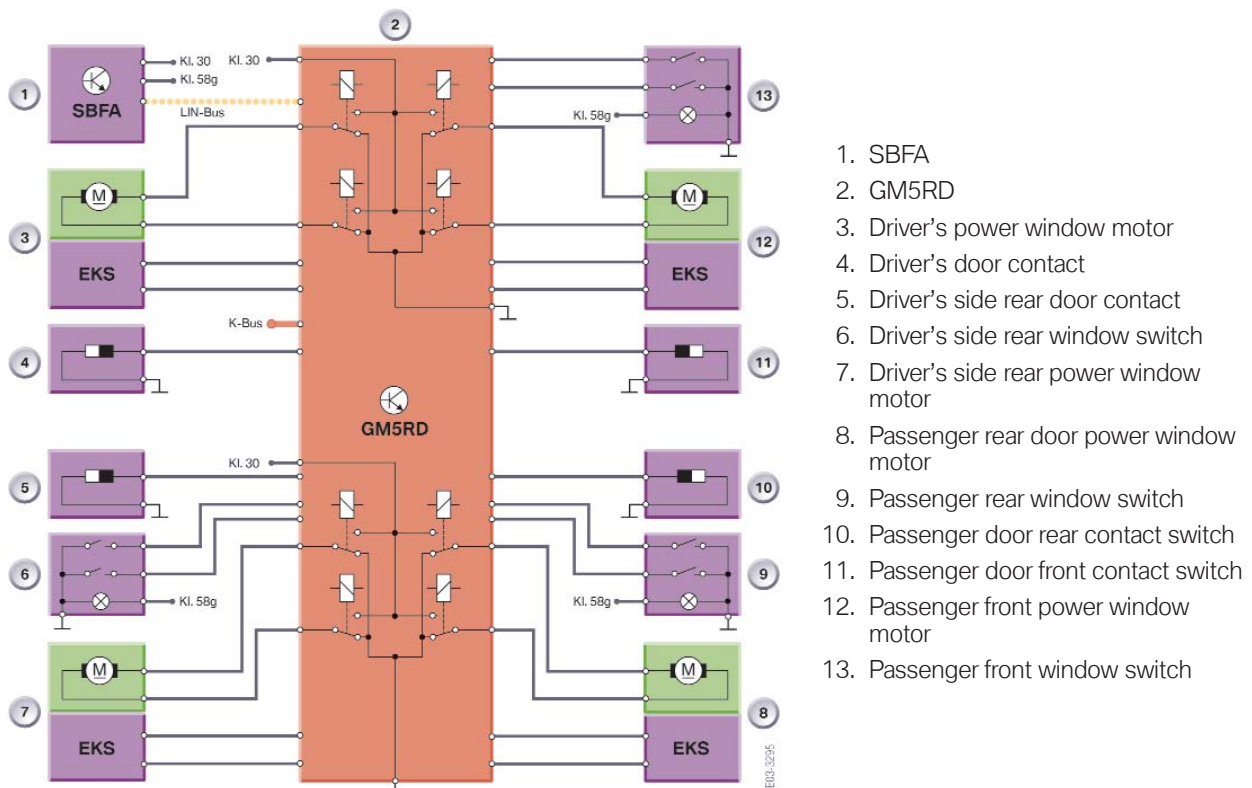 2
1
SBFA
Kl. 30
Kl. 58g
Kl. 30
LIN-Bus
Kl. 58g
13
3
M
EKS
M
EKS
12
K-Bus
4
11
GM5RD
Kl. 30
5
10
6
Kl. 58g
Kl. 58g
9
7
M
EKS
M
EKS
8
E03-3295
1. SBFA
2. GM5RD
3. Driver's power window motor
4. Driver's door contact
5. Driver's side rear door contact
6. Driver's side rear window switch
7. Driver's side rear power window
motor
8. Passenger rear door power window
motor
9. Passenger rear window switch
10. Passenger door rear contact switch
11. Passenger door front contact switch
12. Passenger front power window
motor
13. Passenger front window switch